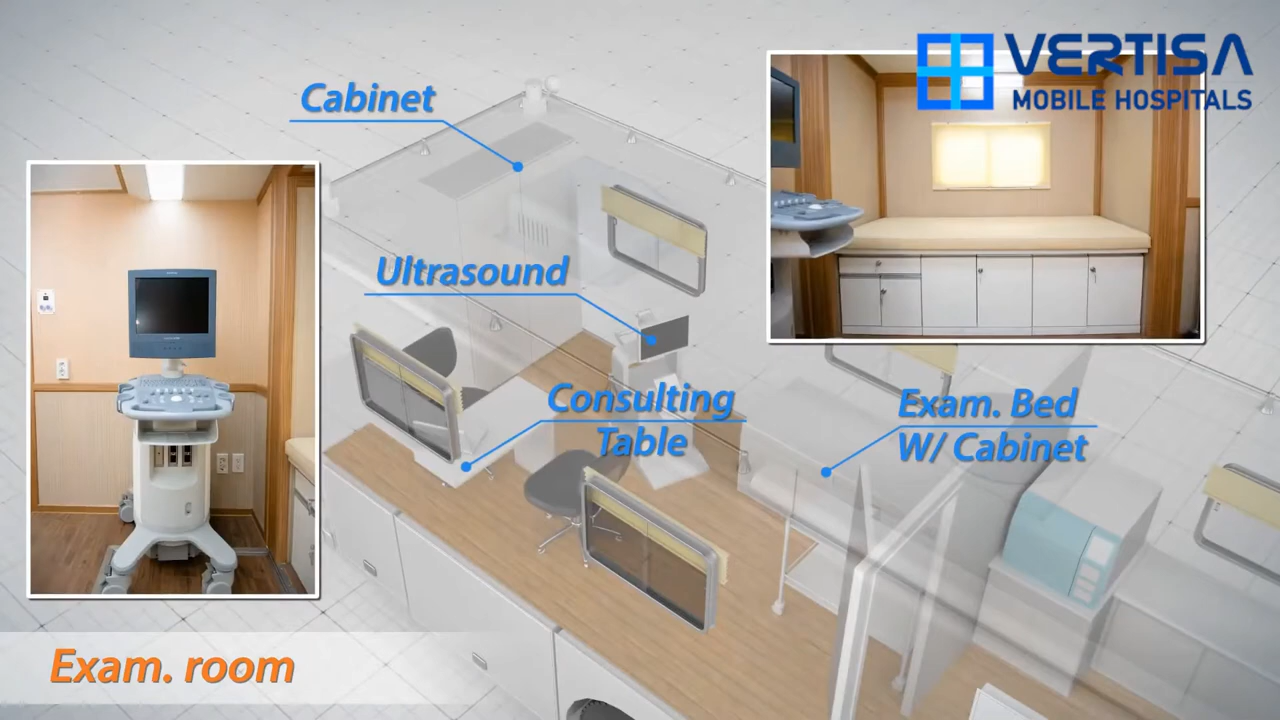 VERTISA
MOBILE HOSPITALS
Cabinet
Ultrasound
Consulting
Table
Exam. Bed
W/ Cabinet
Exam. room